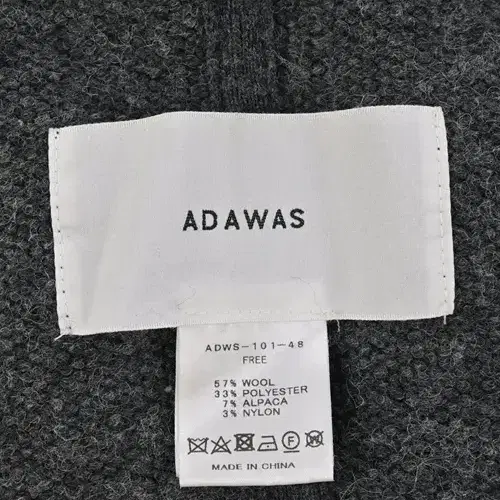 ADAWAS
ADWS-101-48
FREE
57% WOOL
33% POLYESTER
7% ALPACA
3% NYLON
MADE IN CHINA